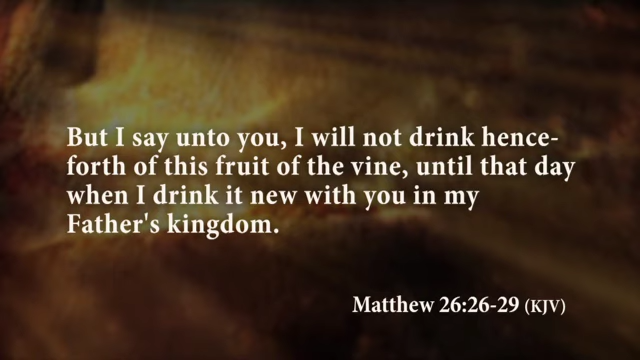 But I say unto you, I will not drink hence-
forth of this fruit of the vine, until that day
when I drink it new with you in my
Father's kingdom.
Matthew 26:26-29 (KJV)